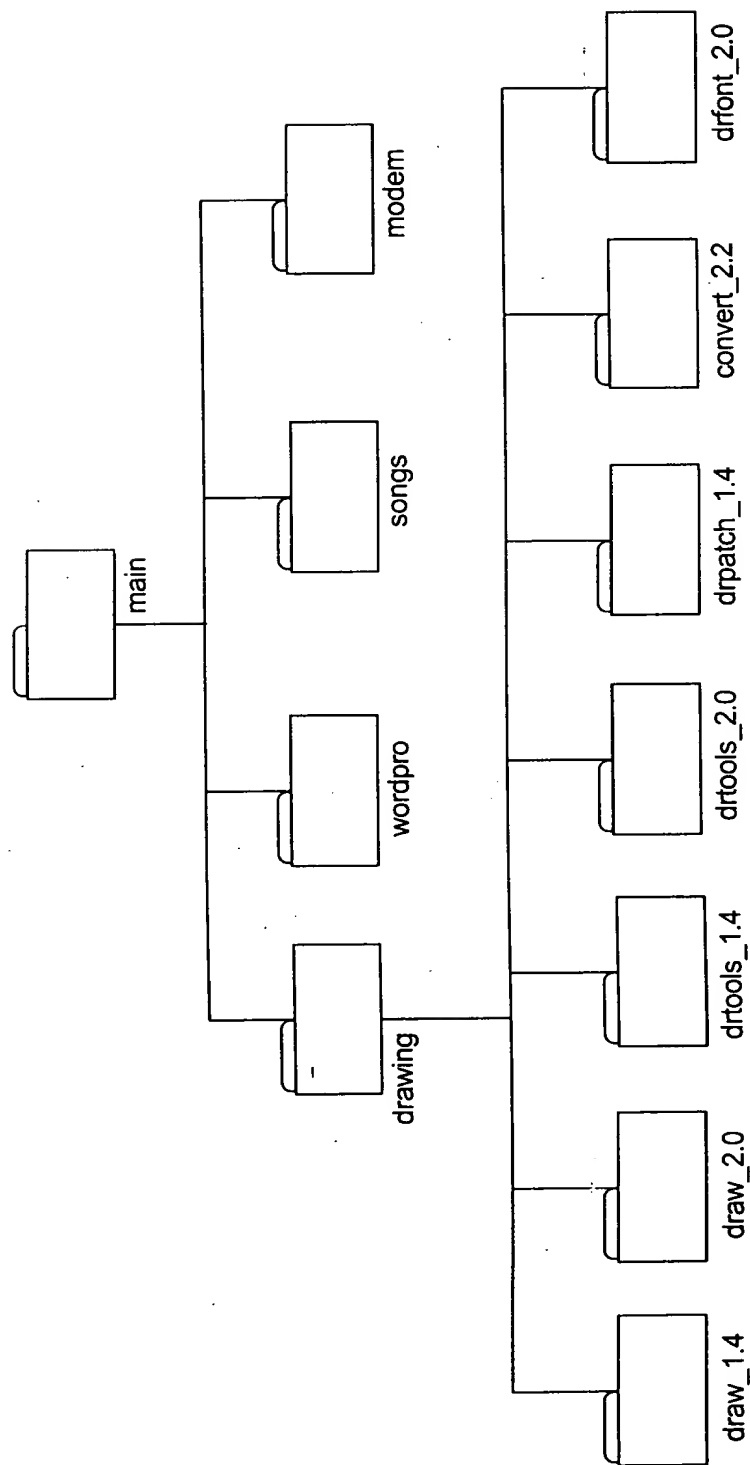 main
drawing
wordpro
songs
modem
draw_1.4
draw_2.0
drtools_1.4
drtools_2.0
drpatch_1.4
convert_2.2
drfont_2.0